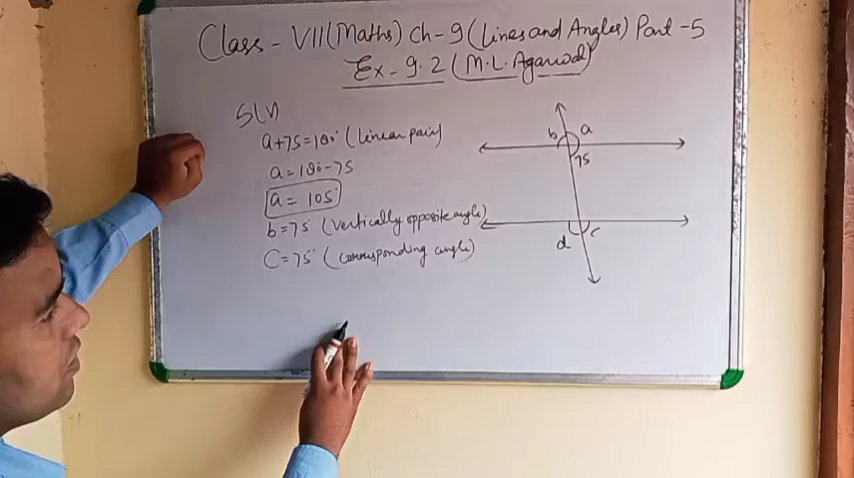 Class - VII (Maths) Ch-9 (Lines and Angles) Part-5
Ex-9.2 (M.L. Agarwal)
Sln
a+75=180° (linear pair)
a=180-75
a = 105°
b=75° (vertically opposite angle)
C=75° (corresponding angle)
b a
75
d c